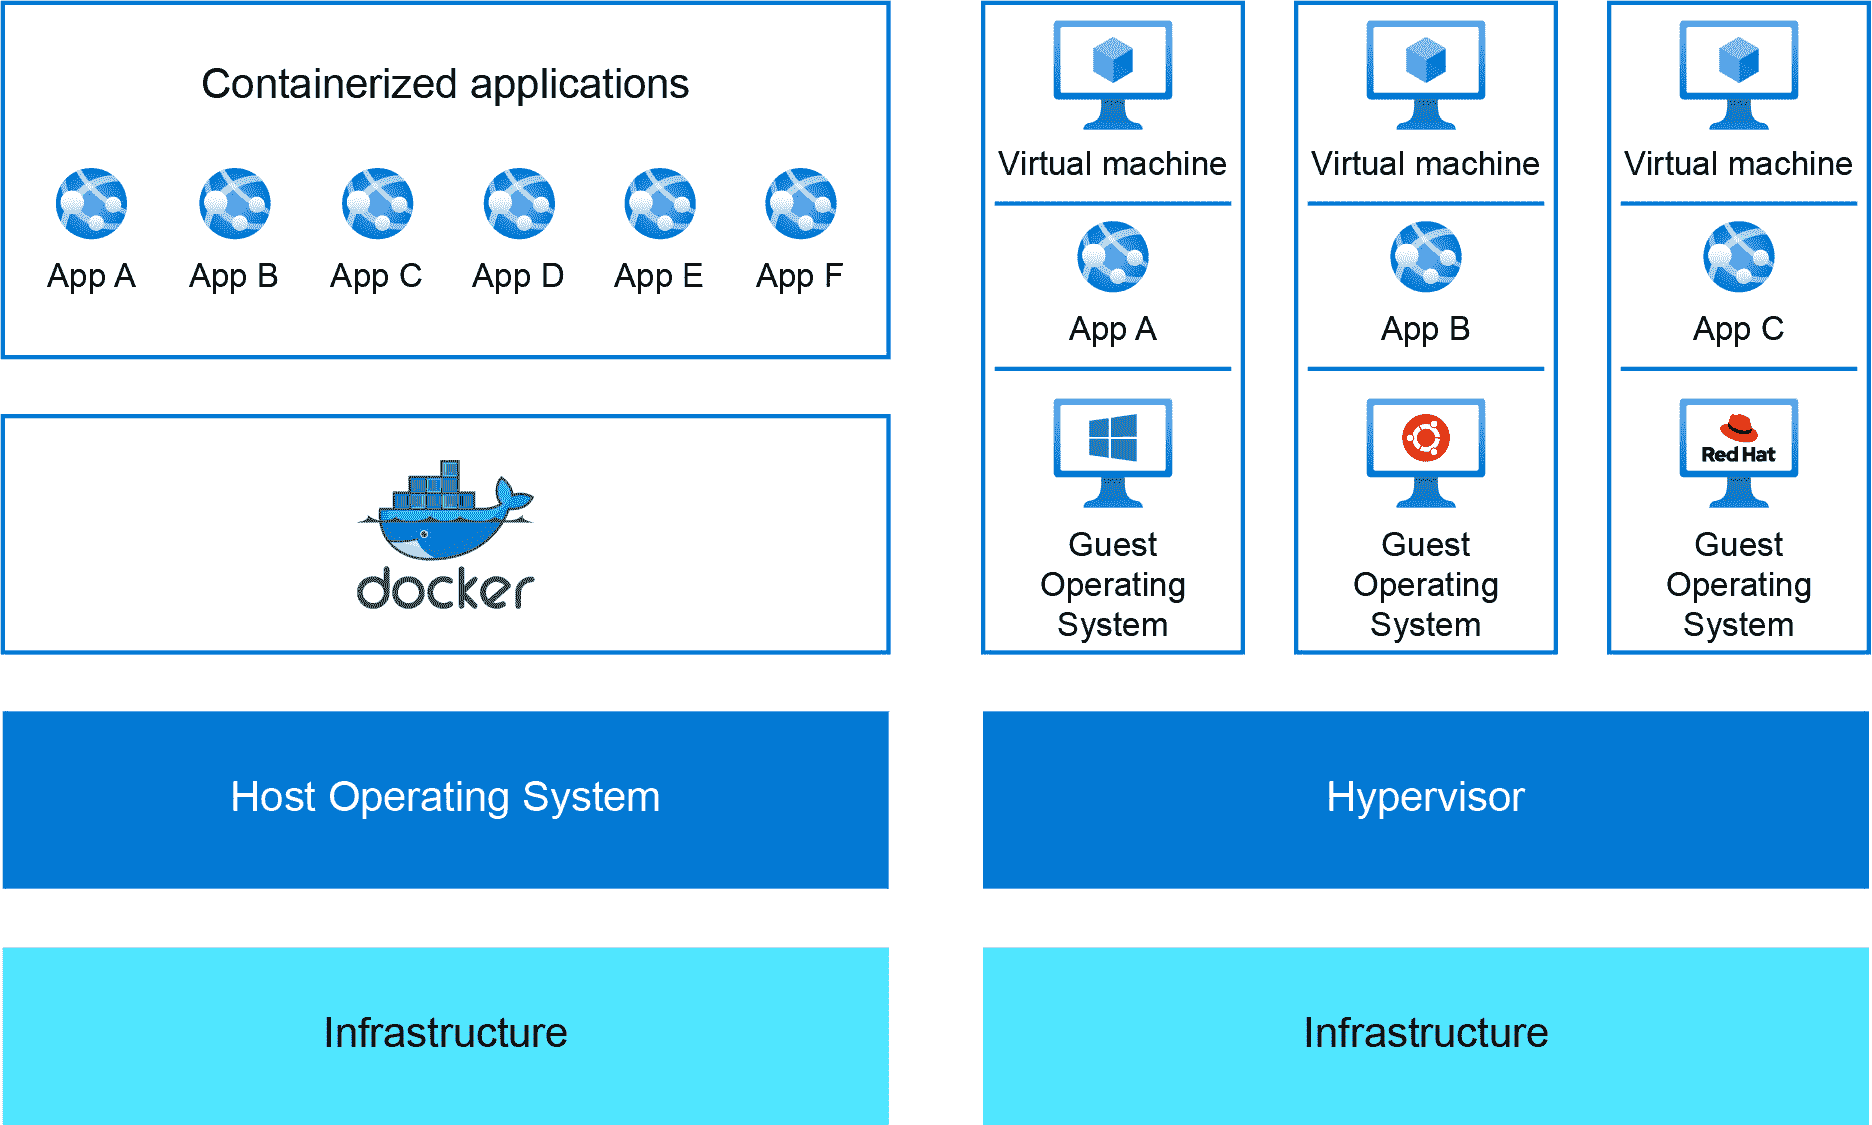 Containerized applications
App A
App B
App C
App D
App E
App F
docker
Host Operating System
Infrastructure
Virtual machine
App A
Guest
Operating
System
Virtual machine
App B
Guest
Operating
System
Virtual machine
App C
Red Hat
Guest
Operating
System
Hypervisor
Infrastructure